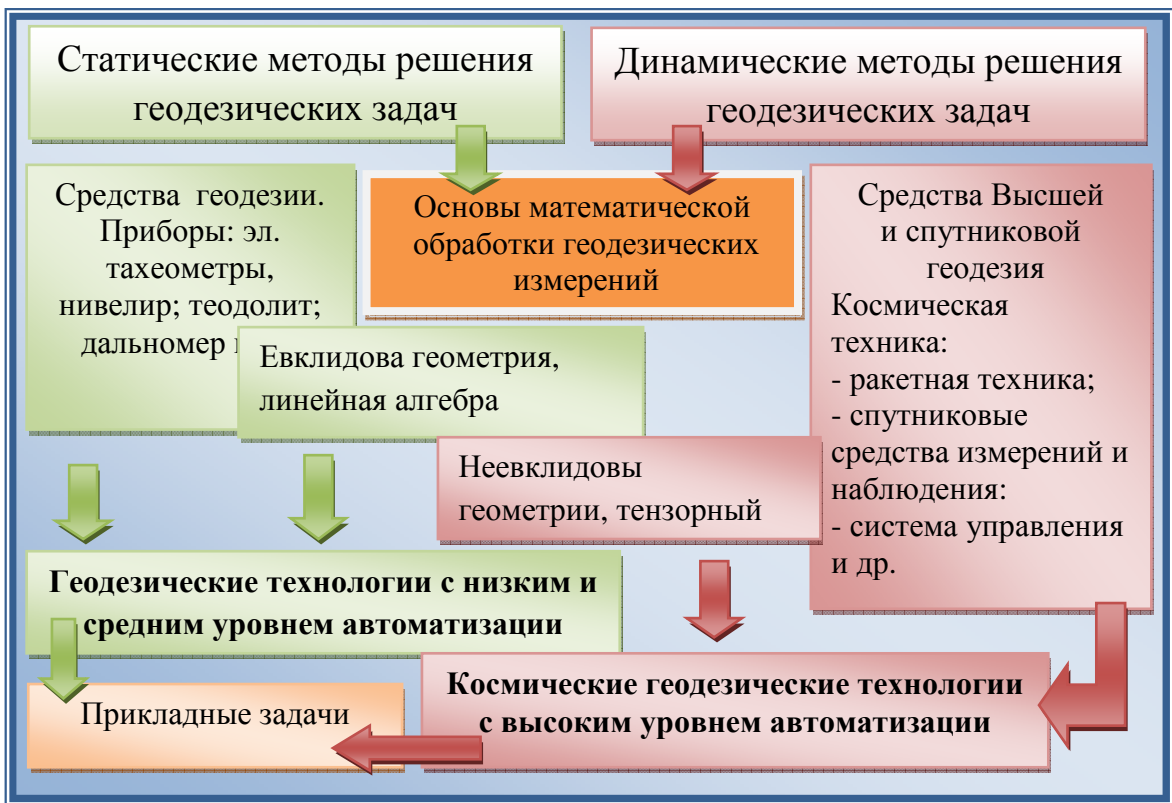 Статические методы решения
геодезических задач
Динамические методы решения
геодезических задач
Средства геодезии.
Приборы: эл.
тахеометры,
нивелир; теодолит;
дальномер
Основы математической
обработки геодезических
измерений
Средства Высшей
и спутниковой
геодезия
Космическая
техника:
- ракетная техника;
- спутниковые
средства измерений и
наблюдения:
- система управления
и др.
Евклидова геометрия,
линейная алгебра
Неевклидовы
геометрии, тензорный
Геодезические технологии с низким и
средним уровнем автоматизации
Космические геодезические технологии
с высоким уровнем автоматизации
Прикладные задачи